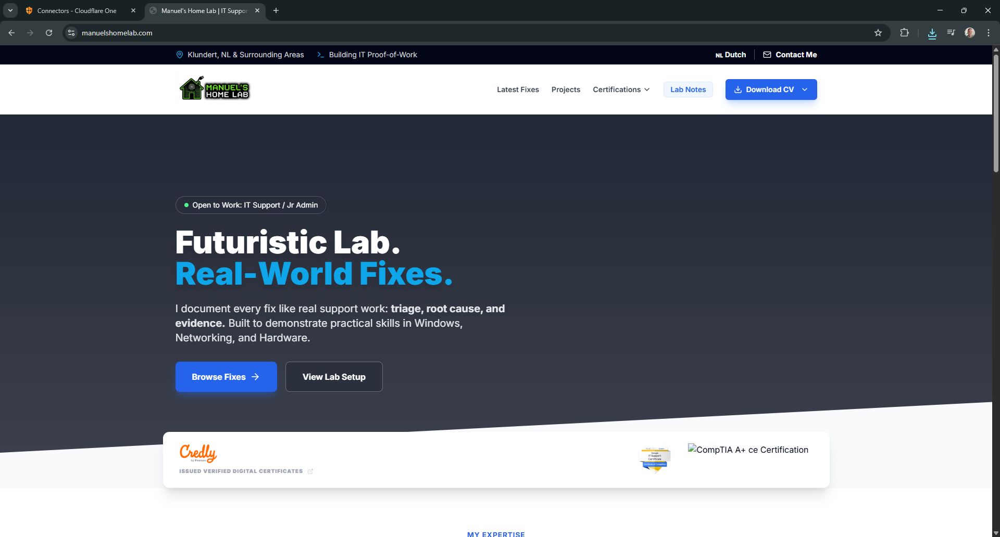 Connectors - Cloudflare One
Manuel's Home Lab | IT Suppor
manuelshomelab.com
Klundert, NL & Surrounding Areas
Building IT Proof-of-Work
NL Dutch
Contact Me
MANUEL'S
HOME LAB
Latest Fixes
Projects
Certifications
Lab Notes
Download CV
Open to Work: IT Support / Jr Admin
Futuristic Lab.
Real-World Fixes.
I document every fix like real support work: triage, root cause, and
evidence. Built to demonstrate practical skills in Windows,
Networking, and Hardware.
Browse Fixes
View Lab Setup
Credly
by Pearson
ISSUED VERIFIED DIGITAL CERTIFICATES
Google
IT Support
Certificate
CompTIA A+ ce Certification
MY EXPERTISE